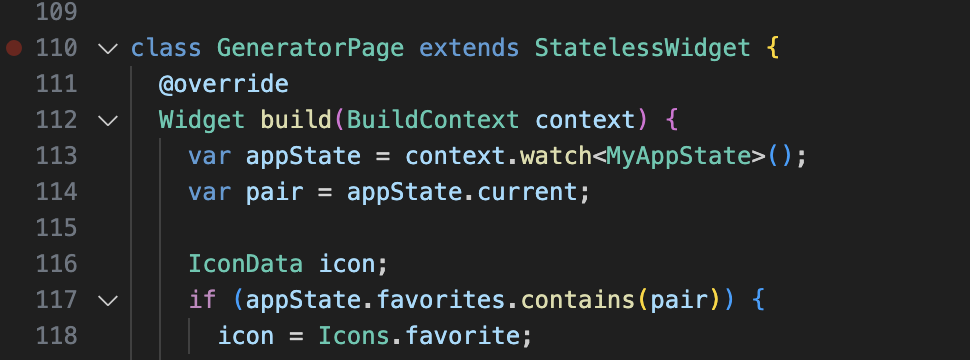 109
110 class GeneratorPage extends StatelessWidget {
111 @override
112 Widget build(BuildContext context) {
113 var appState = context.watch<MyAppState>();
114 var pair = appState.current;
115
116 IconData icon;
117 if (appState.favorites.contains(pair)) {
118 icon = Icons.favorite;